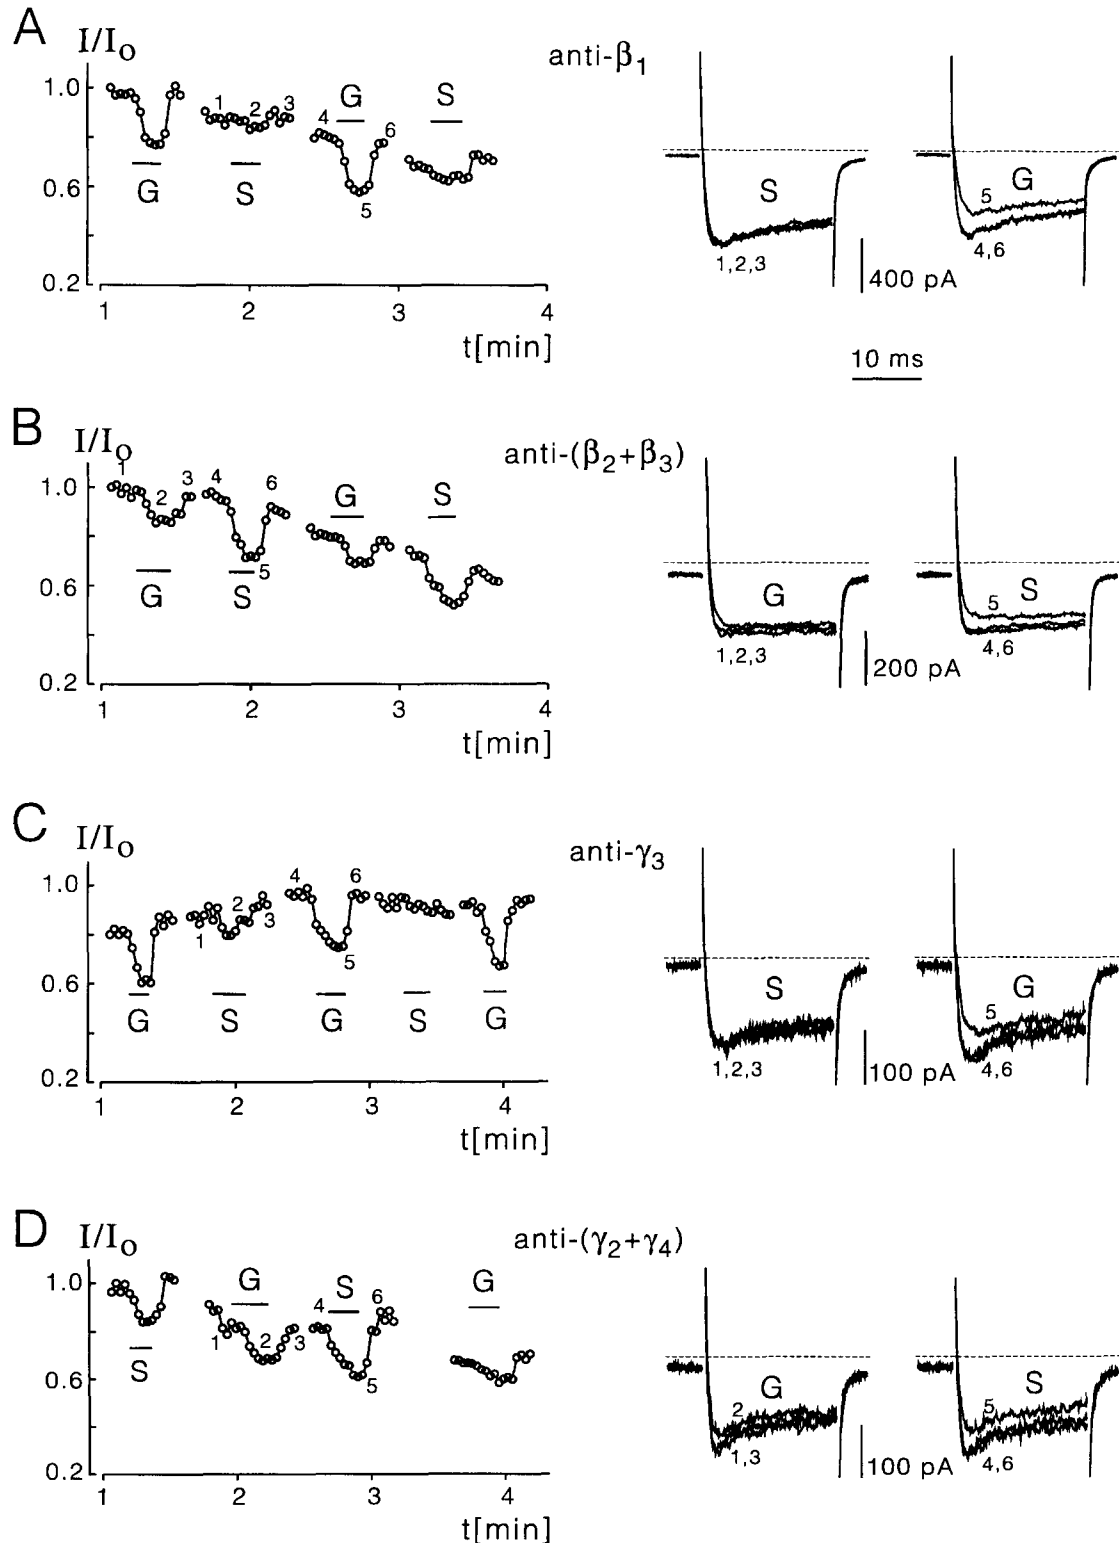 A
I/Io
anti-β1
1.0
0.6
0.2
1 2 3
4 G 6
5
S
G S
1 2 3 4
t[min]
S
1,2,3
5 G
4,6
400 pA
10 ms
B
I/Io
anti-(β2+β3)
1.0
0.6
0.2
1 2 3
4 6
5
G S
G S
1 2 3 4
t[min]
G
1,2,3
5 S
4,6
200 pA
C
I/Io
anti-γ3
1.0
0.6
0.2
1 2 3
4 6
5
G S G S G
1 2 3 4
t[min]
S
1,2,3
5 G
4,6
100 pA
D
I/Io
anti-(γ2+γ4)
1.0
0.6
0.2
S
G
1 2 3
4 S 6
5
G
1 2 3 4
t[min]
G
2
1,3
S
5
4,6
100 pA